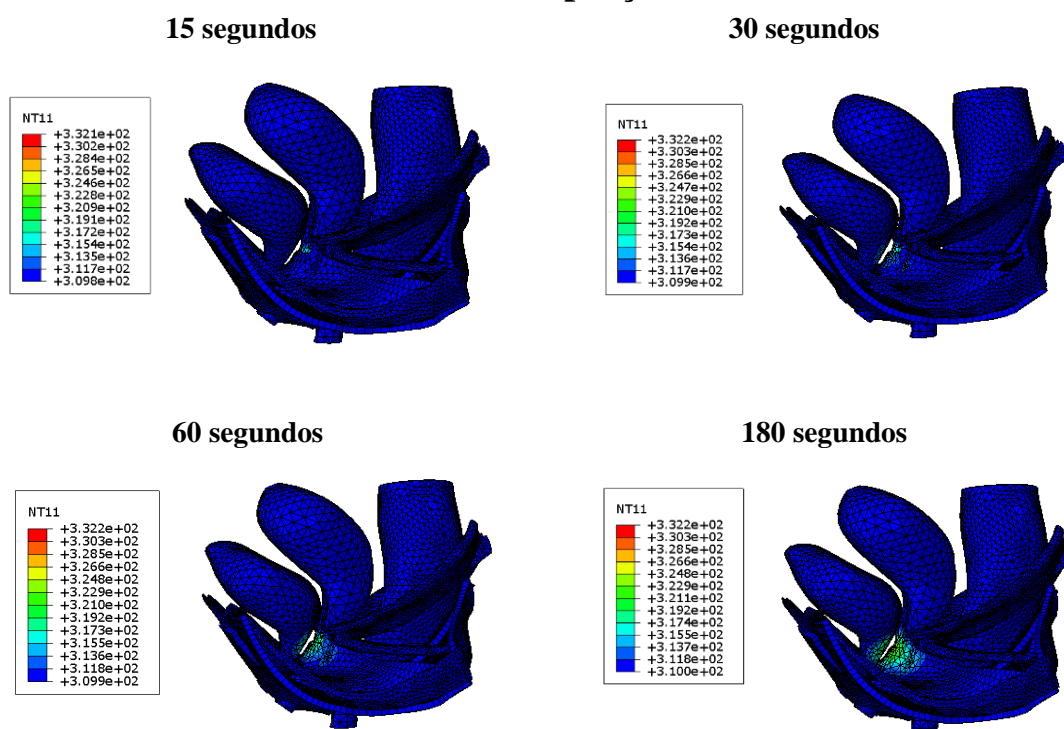 15 segundos
30 segundos
NT11
+3.321e+02
+3.302e+02
+3.284e+02
+3.265e+02
+3.246e+02
+3.228e+02
+3.209e+02
+3.191e+02
+3.172e+02
+3.154e+02
+3.135e+02
+3.117e+02
+3.098e+02
NT11
+3.322e+02
+3.303e+02
+3.285e+02
+3.266e+02
+3.247e+02
+3.229e+02
+3.210e+02
+3.192e+02
+3.173e+02
+3.154e+02
+3.136e+02
+3.117e+02
+3.099e+02
60 segundos
180 segundos
NT11
+3.322e+02
+3.303e+02
+3.285e+02
+3.266e+02
+3.248e+02
+3.229e+02
+3.210e+02
+3.192e+02
+3.173e+02
+3.155e+02
+3.136e+02
+3.118e+02
+3.099e+02
NT11
+3.322e+02
+3.303e+02
+3.285e+02
+3.266e+02
+3.248e+02
+3.229e+02
+3.211e+02
+3.192e+02
+3.174e+02
+3.155e+02
+3.137e+02
+3.118e+02
+3.100e+02